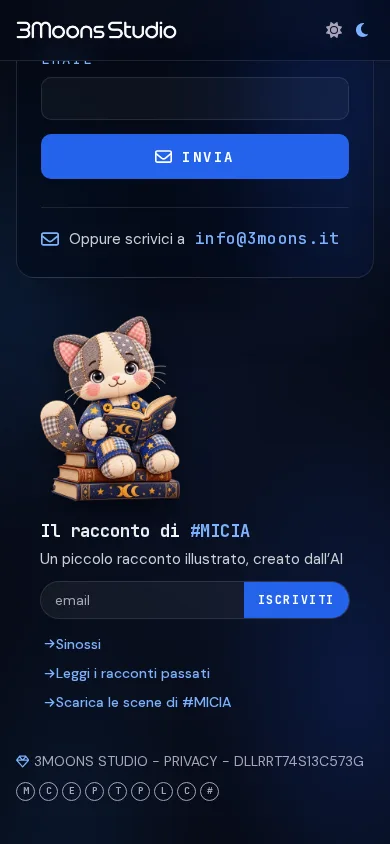 3Moons Studio
EMAIL
INVIA
Oppure scrivici a info@3moons.it
Il racconto di #MICIA
Un piccolo racconto illustrato, creato dall’AI
email ISCRIVITI
→Sinossi
→Leggi i racconti passati
→Scarica le scene di #MICIA
3MOONS STUDIO - PRIVACY - DLLRRT74S13C573G
M C E P T P L C #